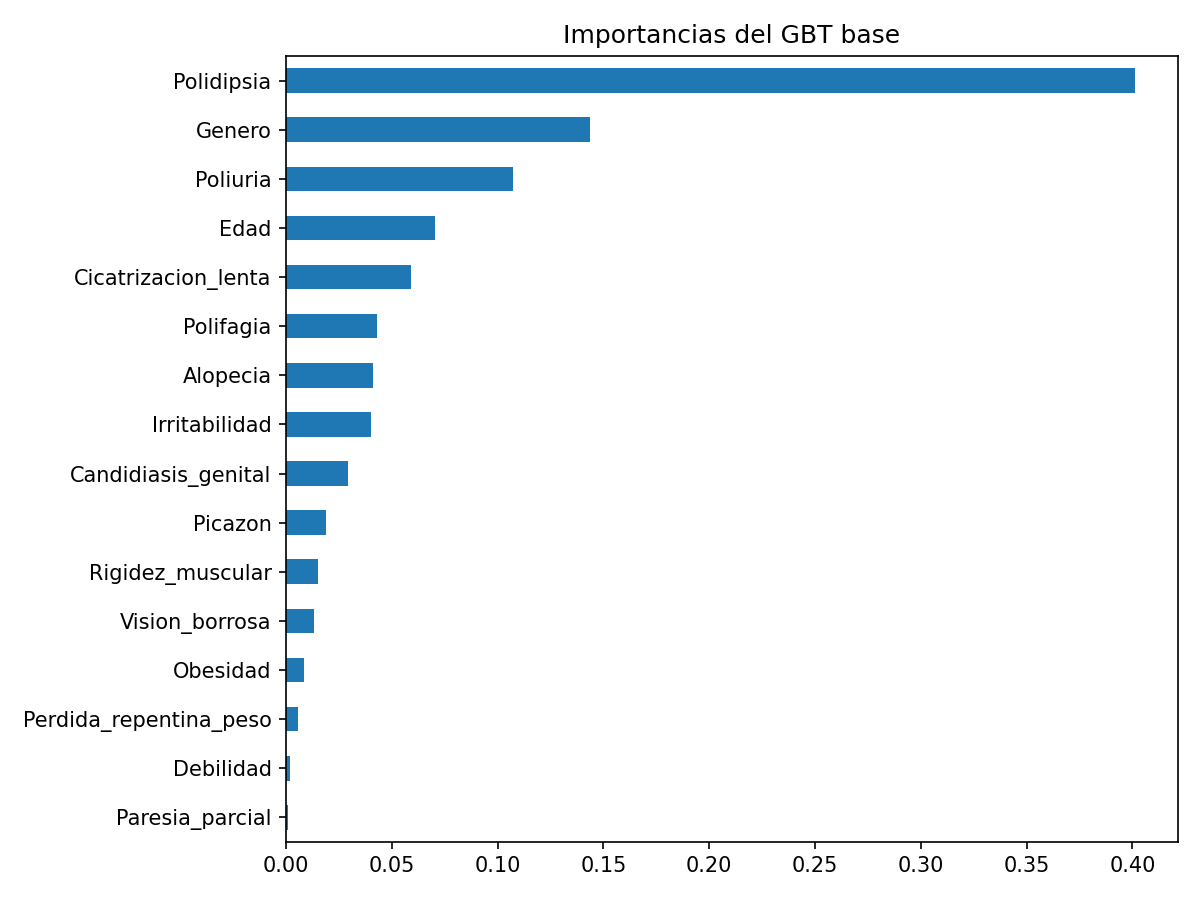 Importancias del GBT base
Polidipsia
Genero
Poliuria
Edad
Cicatrizacion_lenta
Polifagia
Alopecia
Irritabilidad
Candidiasis_genital
Picazon
Rigidez_muscular
Vision_borrosa
Obesidad
Perdida_repentina_peso
Debilidad
Paresia_parcial
0.00 0.05 0.10 0.15 0.20 0.25 0.30 0.35 0.40